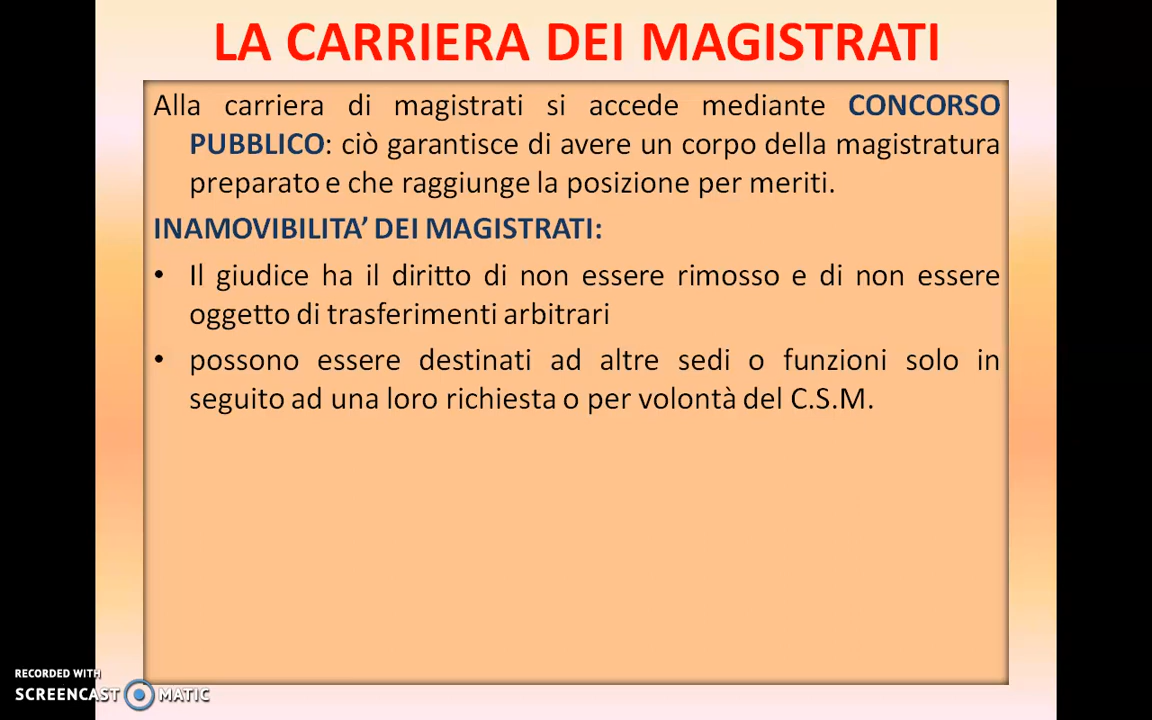 LA CARRIERA DEI MAGISTRATI
Alla carriera di magistrati si accede mediante CONCORSO
PUBBLICO: ciò garantisce di avere un corpo della magistratura
preparato e che raggiunge la posizione per meriti.
INAMOVIBILITA’ DEI MAGISTRATI:
• Il giudice ha il diritto di non essere rimosso e di non essere
oggetto di trasferimenti arbitrari
• possono essere destinati ad altre sedi o funzioni solo in
seguito ad una loro richiesta o per volontà del C.S.M.
RECORDED WITH
SCREENCAST MATIC